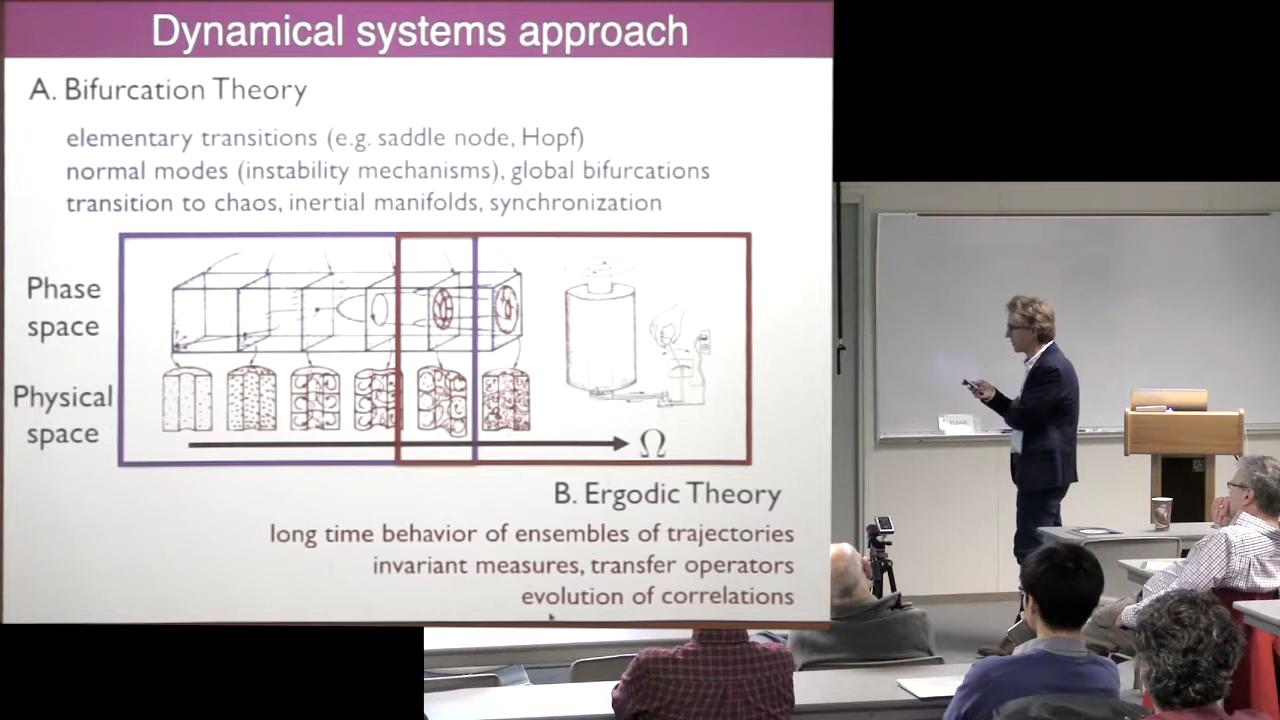 Dynamical systems approach
A. Bifurcation Theory
elementary transitions (e.g. saddle node, Hopf)
normal modes (instability mechanisms), global bifurcations
transition to chaos, inertial manifolds, synchronization
Phase
space
Physical
space
Ω
B. Ergodic Theory
long time behavior of ensembles of trajectories
invariant measures, transfer operators
evolution of correlations